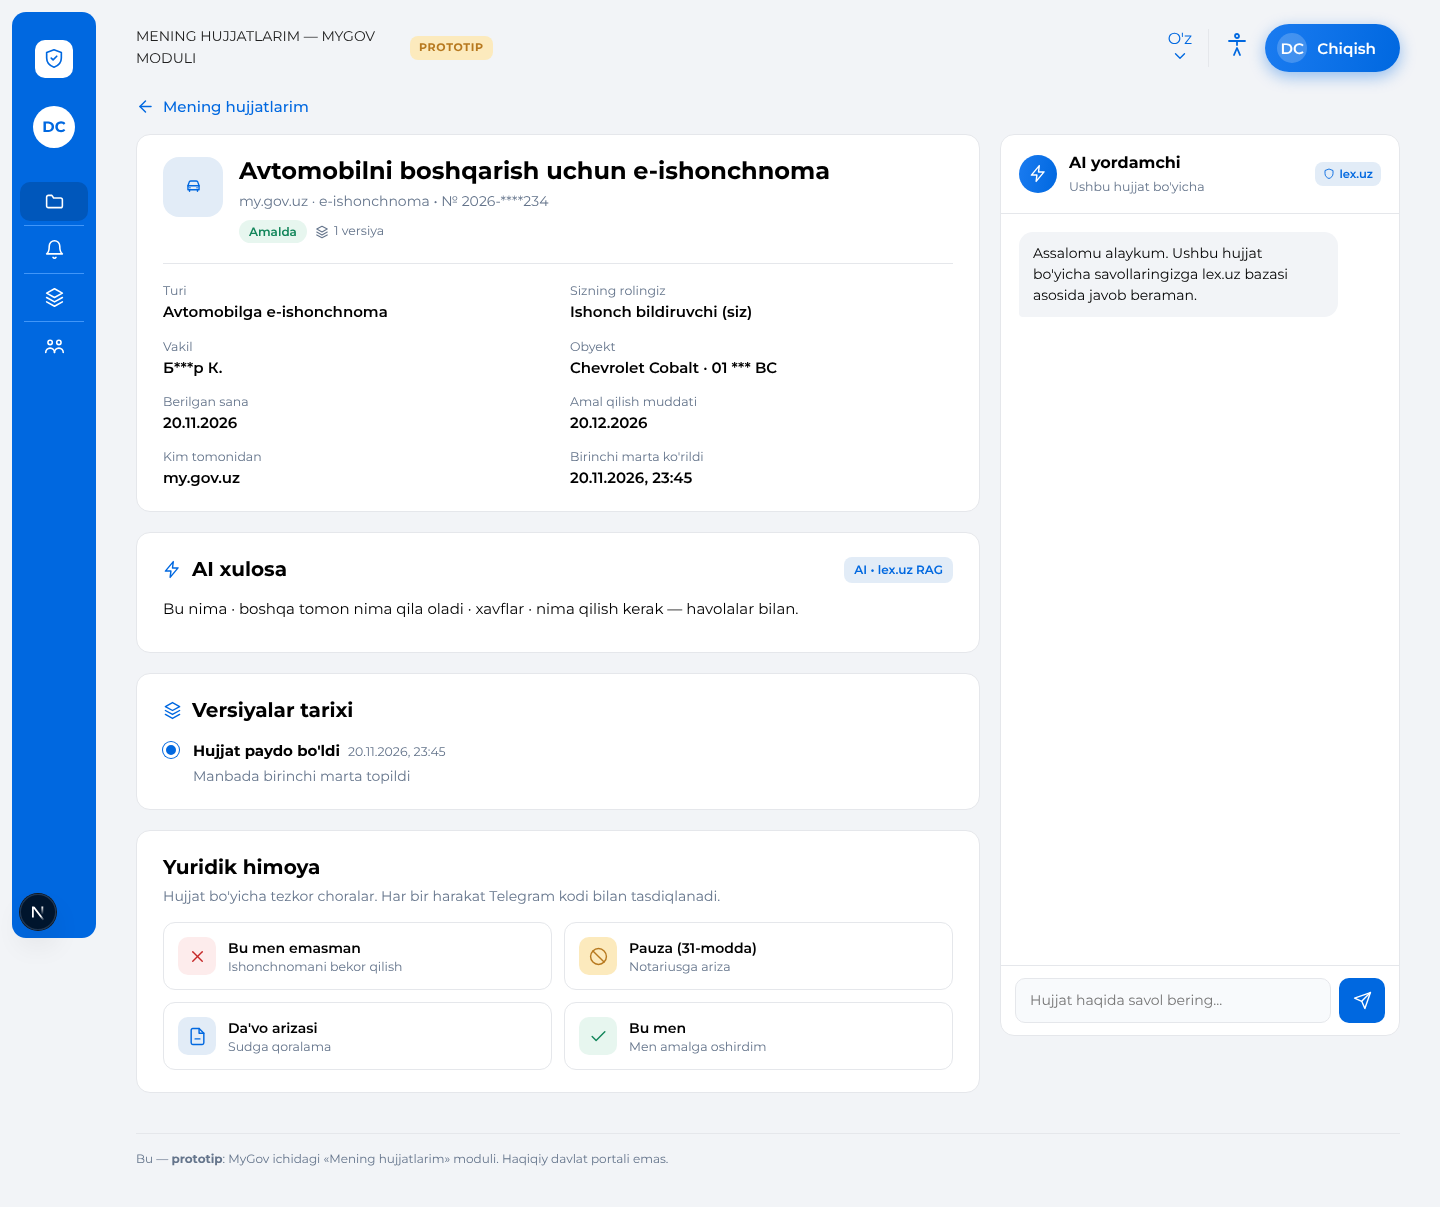 MENING HUJJATLARIM — MYGOV
MODULI
PROTOTIP
O'z
DC Chiqish
DC
Mening hujjatlarim
Avtomobilni boshqarish uchun e-ishonchnoma
my.gov.uz · e-ishonchnoma • № 2026-****234
Amalda 1 versiya
Turi
Avtomobilga e-ishonchnoma
Sizning rolingiz
Ishonch bildiruvchi (siz)
Vakil
Б***р К.
Obyekt
Chevrolet Cobalt · 01 *** BC
Berilgan sana
20.11.2026
Amal qilish muddati
20.12.2026
Kim tomonidan
my.gov.uz
Birinchi marta ko'rildi
20.11.2026, 23:45
AI xulosa
AI • lex.uz RAG
Bu nima · boshqa tomon nima qila oladi · xavflar · nima qilish kerak — havolalar bilan.
Versiyalar tarixi
Hujjat paydo bo'ldi 20.11.2026, 23:45
Manbada birinchi marta topildi
Yuridik himoya
Hujjat bo'yicha tezkor choralar. Har bir harakat Telegram kodi bilan tasdiqlanadi.
Bu men emasman
Ishonchnomani bekor qilish
Pauza (31-modda)
Notariusga ariza
Da'vo arizasi
Sudga qoralama
Bu men
Men amalga oshirdim
AI yordamchi
Ushbu hujjat bo'yicha
lex.uz
Assalomu alaykum. Ushbu hujjat
bo'yicha savollaringizga lex.uz bazasi
asosida javob beraman.
Hujjat haqida savol bering...
N
Bu — prototip: MyGov ichidagi «Mening hujjatlarim» moduli. Haqiqiy davlat portali emas.